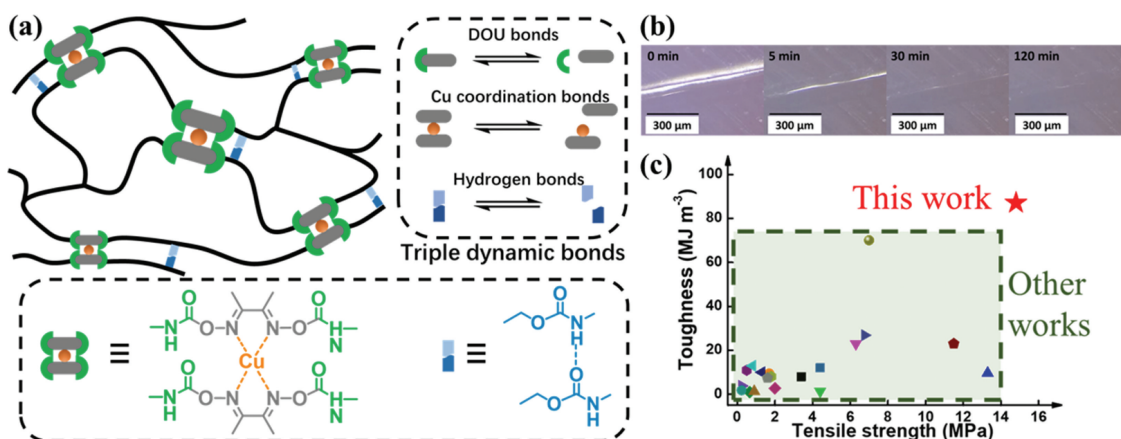 (a)
DOU bonds
Cu coordination bonds
Hydrogen bonds
Triple dynamic bonds
O
N
H
O
N
N
O
O
H
N
Cu
N
H
O
O
N
N
O
O
H
N
≡
≡
O
O
N
H
O
O
N
H
(b)
0 min
5 min
30 min
120 min
300 μm
300 μm
300 μm
300 μm
(c)
Toughness (MJ m⁻³)
100
80
60
40
20
0
This work
Other
works
0 2 4 6 8 10 12 14 16
Tensile strength (MPa)